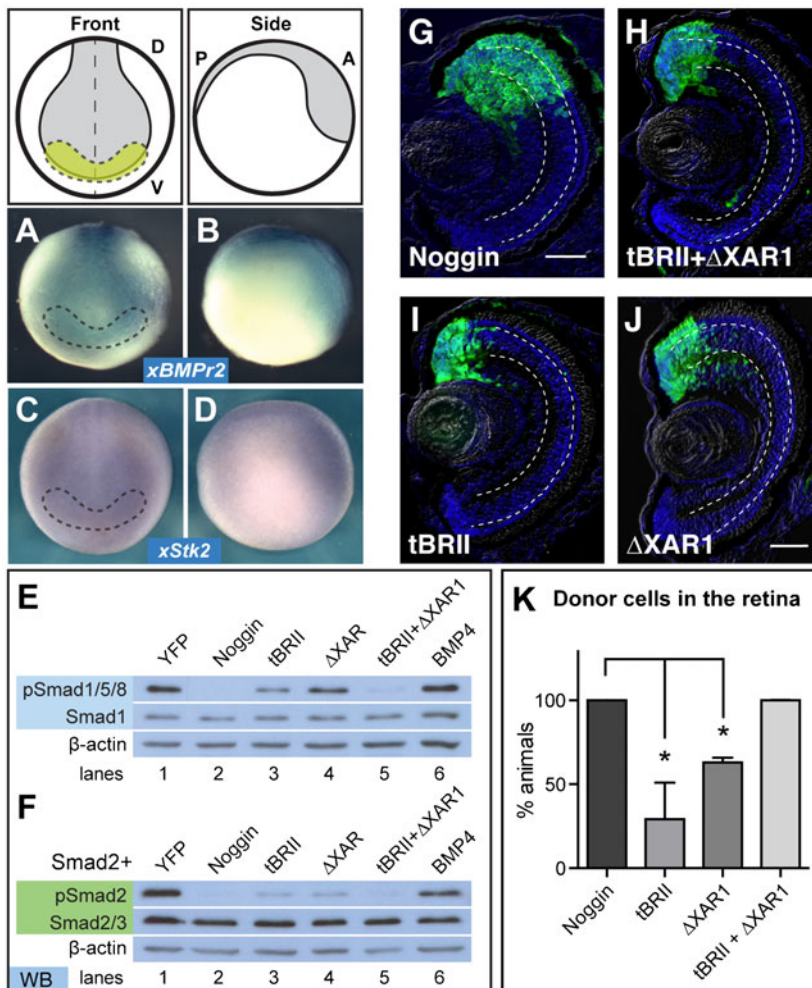 Front
Side
D
V
P
A
A
B
xBMPr2
C
D
xStk2
G
Noggin
H
tBRII+ΔXAR1
I
tBRII
J
ΔXAR1
E
YFP
Noggin
tBRII
ΔXAR
tBRII+ΔXAR1
BMP4
pSmad1/5/8
Smad1
β-actin
lanes 1 2 3 4 5 6
F
Smad2+
YFP
Noggin
tBRII
ΔXAR
tBRII+ΔXAR1
BMP4
pSmad2
Smad2/3
β-actin
WB lanes 1 2 3 4 5 6
K Donor cells in the retina
% animals
100
50
0
* *
Noggin
tBRII
ΔXAR1
tBRII + ΔXAR1